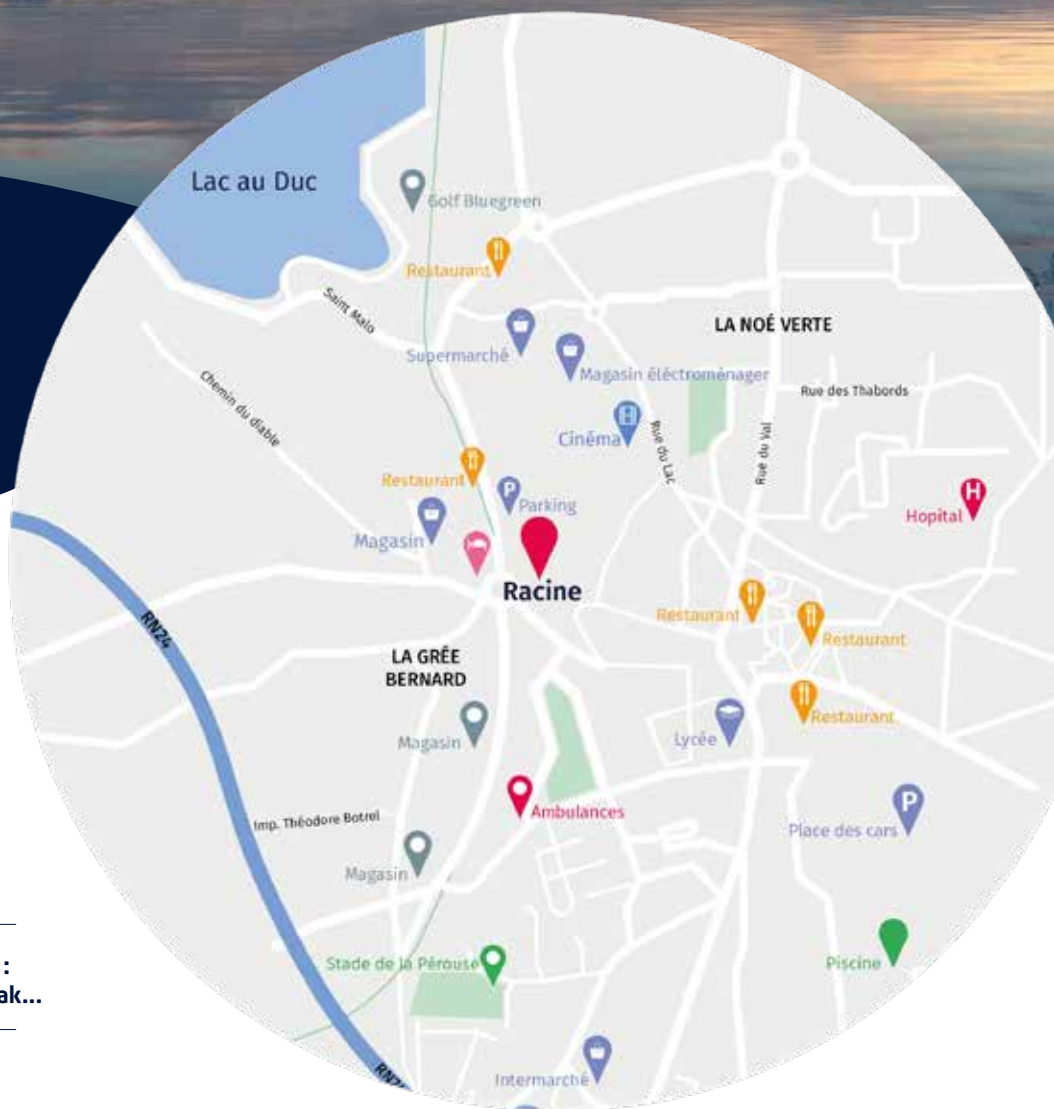 Lac au Duc
Golf Bluegreen
Restaurant
Saint Malo
LA NOÉ VERTE
Supermarché
Magasin éléctroménager
Chemin du diable
Rue des Thabords
Cinéma
Rue du Lac
Rue du Val
Restaurant
P
Parking
H
Hopital
Magasin
Racine
RN24
Restaurant
Restaurant
LA GRÉE
BERNARD
Restaurant
Magasin
Lycée
Ambulances
P
Place des cars
Imp. Théodore Botrel
Magasin
:
ak...
Stade de la Pérouse
Piscine
Intermarché